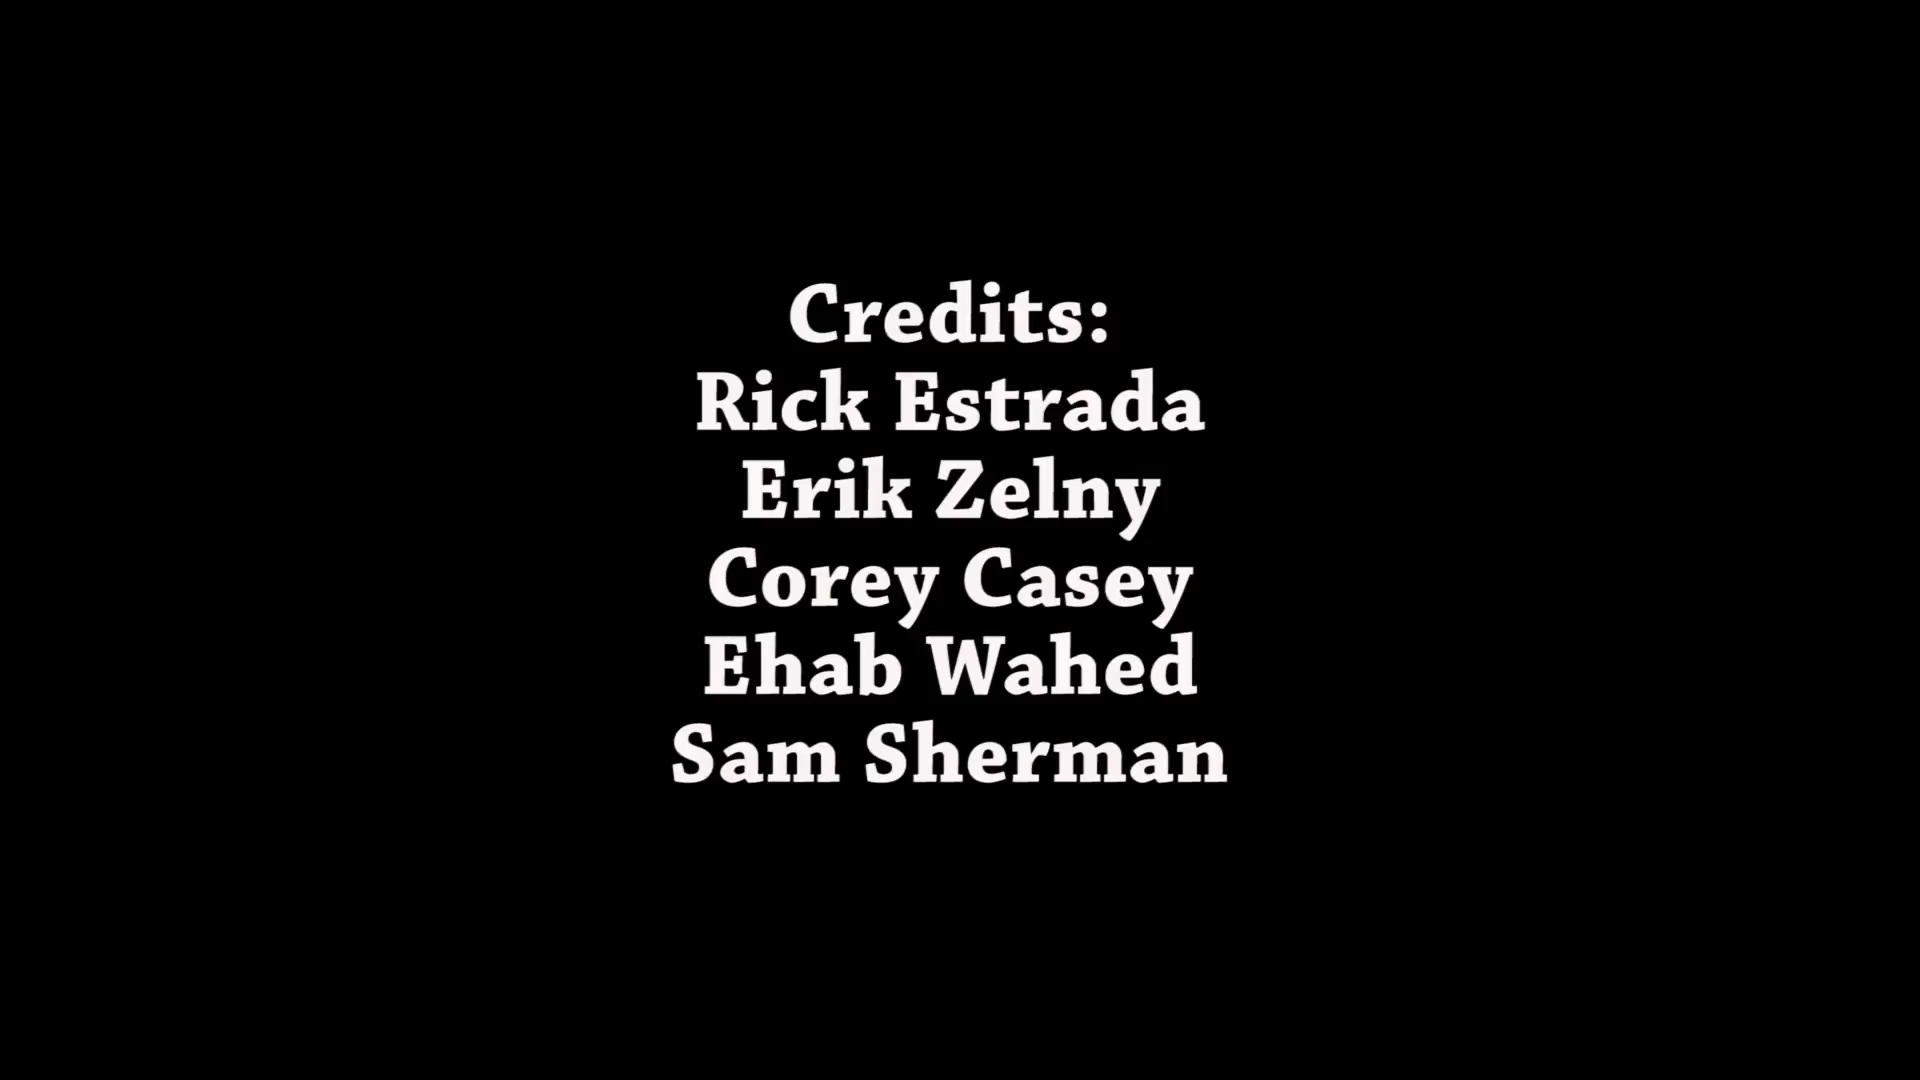 Credits:
Rick Estrada
Erik Zelny
Corey Casey
Ehab Wahed
Sam Sherman